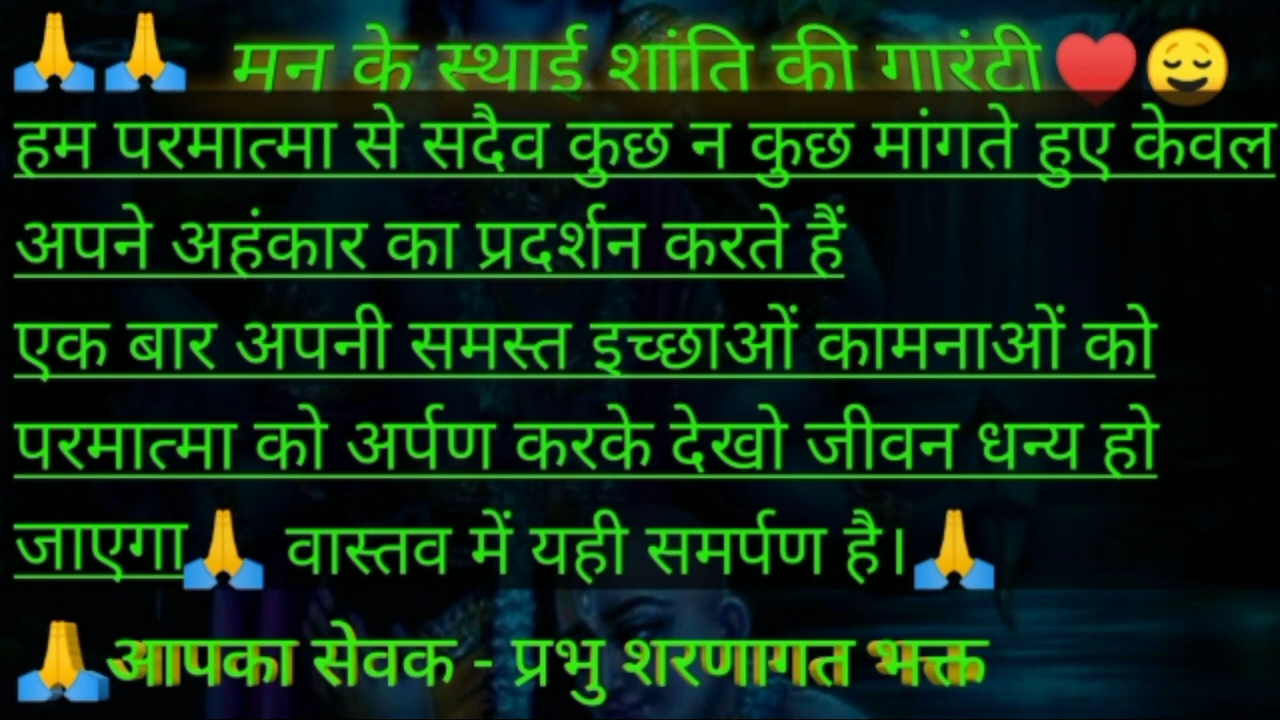 🙏🙏 मन के स्थाई शांति की गारंटी❤️😌
हम परमात्मा से सदैव कुछ न कुछ मांगते हुए केवल
अपने अहंकार का प्रदर्शन करते हैं
एक बार अपनी समस्त इच्छाओं कामनाओं को
परमात्मा को अर्पण करके देखो जीवन धन्य हो
जाएगा🙏 वास्तव में यही समर्पण है।🙏
🙏आपका सेवक - प्रभु शरणागत भक्त